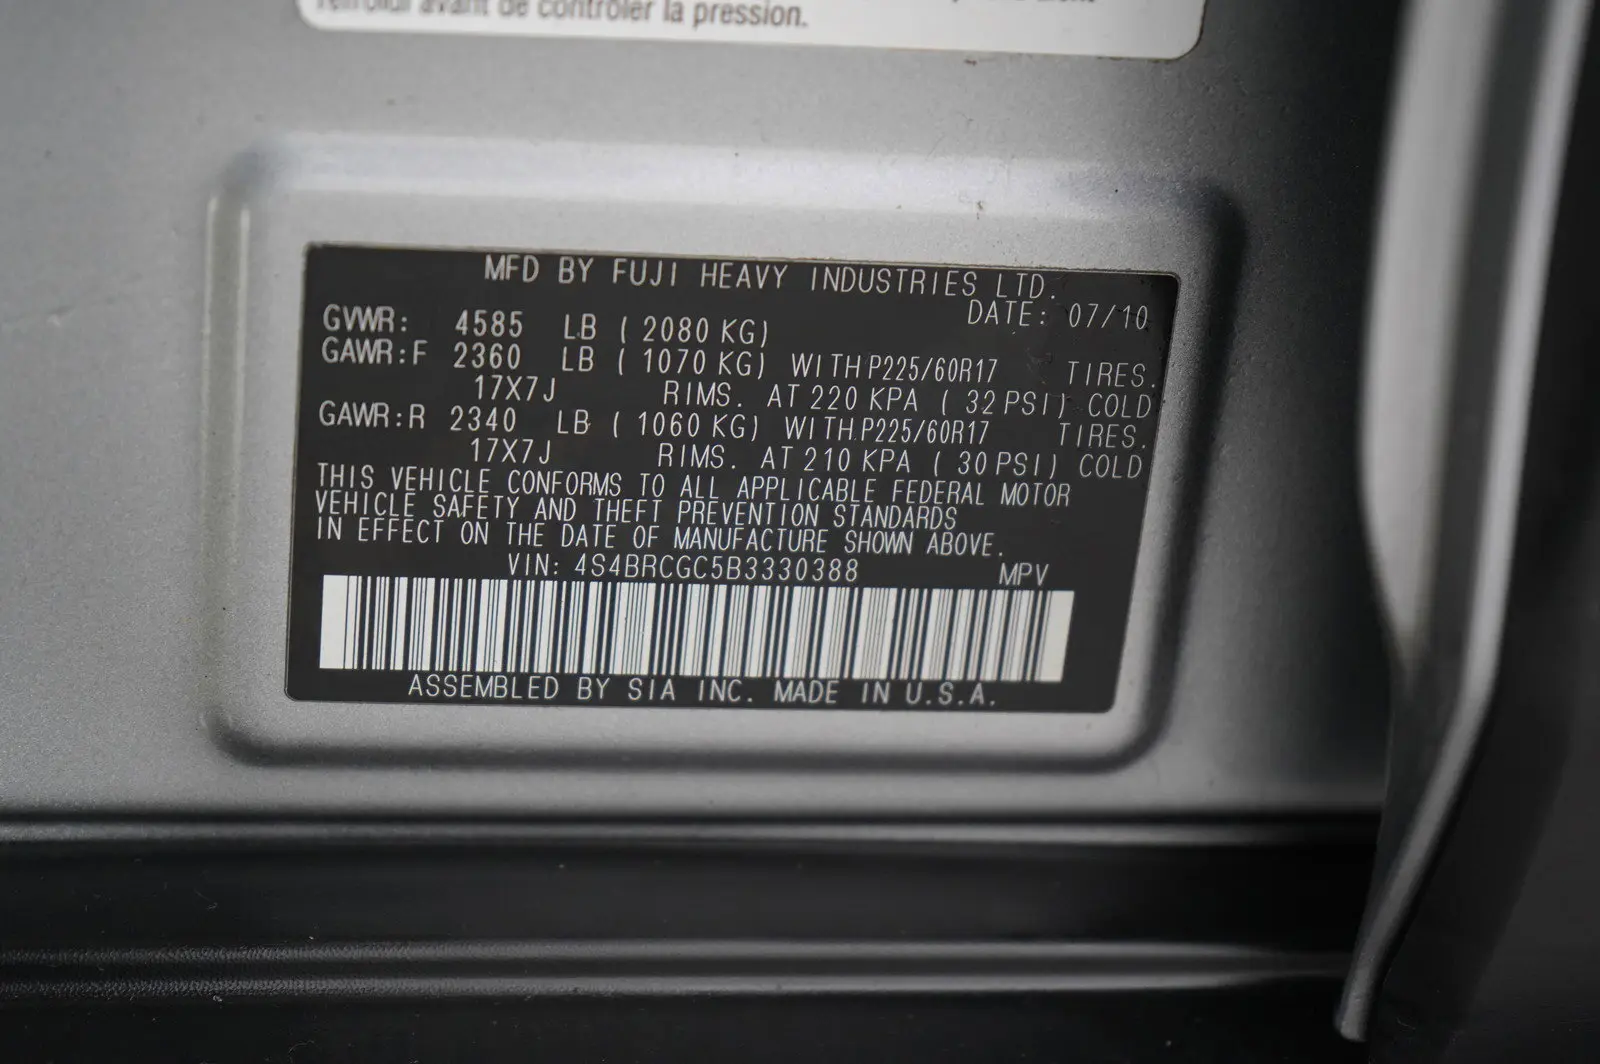 refroidi avant de contrôler la pression.
MFD BY FUJI HEAVY INDUSTRIES LTD.
DATE: 07/10
GVWR: 4585 LB ( 2080 KG)
GAWR:F 2360 LB ( 1070 KG) WITH P225/60R17 TIRES.
17X7J RIMS. AT 220 KPA ( 32 PSI) COLD
GAWR:R 2340 LB ( 1060 KG) WITH P225/60R17 TIRES.
17X7J RIMS. AT 210 KPA ( 30 PSI) COLD
THIS VEHICLE CONFORMS TO ALL APPLICABLE FEDERAL MOTOR
VEHICLE SAFETY AND THEFT PREVENTION STANDARDS
IN EFFECT ON THE DATE OF MANUFACTURE SHOWN ABOVE.
VIN: 4S4BRCGC5B3330388 MPV
ASSEMBLED BY SIA INC. MADE IN U.S.A.